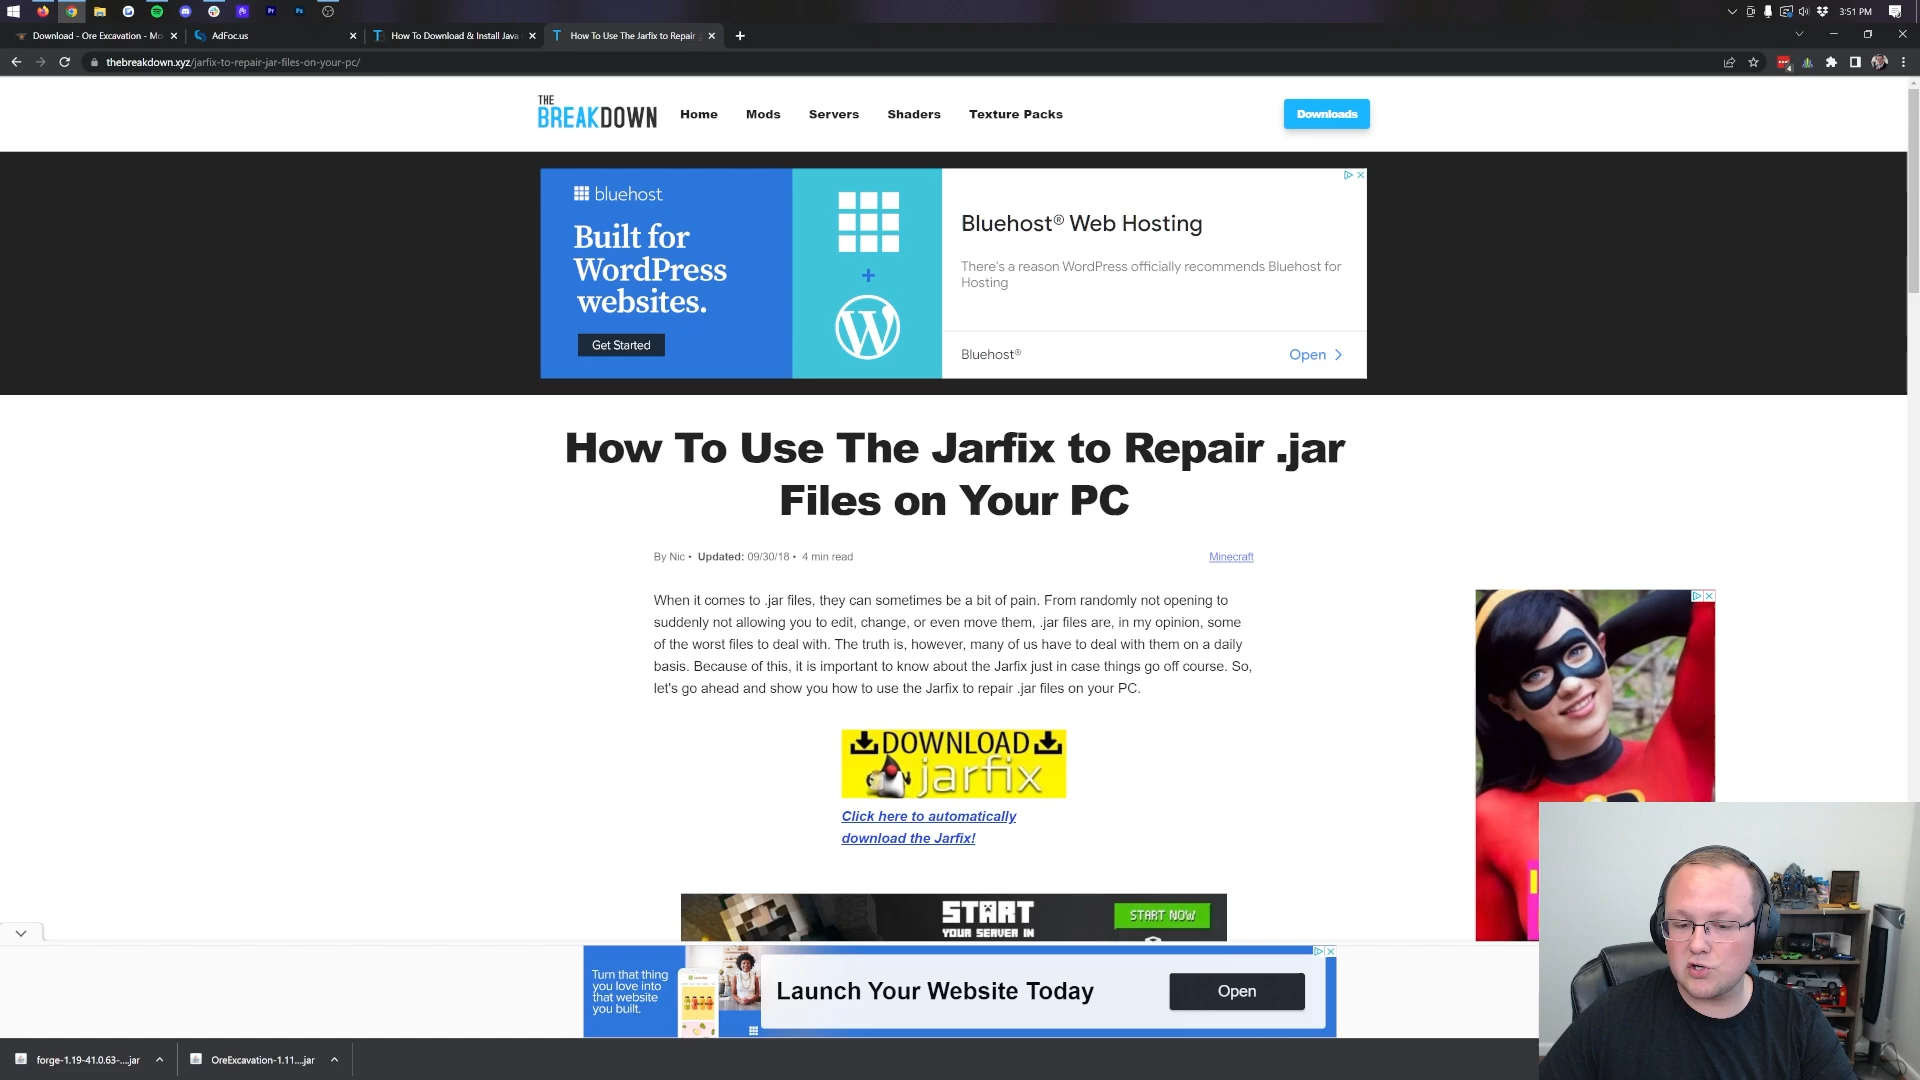 3:51 PM
Download - Ore Excavation - Mo
AdFoc.us
How To Download & Install Java
How To Use The Jarfix to Repair
thebreakdown.xyz/jarfix-to-repair-jar-files-on-your-pc/
THE
BREAKDOWN
Home
Mods
Servers
Shaders
Texture Packs
Downloads
bluehost
Built for
WordPress
websites.
Get Started
Bluehost® Web Hosting
There's a reason WordPress officially recommends Bluehost for
Hosting
Bluehost®
Open
How To Use The Jarfix to Repair .jar
Files on Your PC
By Nic • Updated: 09/30/18 • 4 min read
Minecraft
When it comes to .jar files, they can sometimes be a bit of pain. From randomly not opening to
suddenly not allowing you to edit, change, or even move them, .jar files are, in my opinion, some
of the worst files to deal with. The truth is, however, many of us have to deal with them on a daily
basis. Because of this, it is important to know about the Jarfix just in case things go off course. So,
let's go ahead and show you how to use the Jarfix to repair .jar files on your PC.
DOWNLOAD
jarfix
Click here to automatically
download the Jarfix!
START
YOUR SERVER IN
START NOW
Turn that thing
you love into
that website
you built.
Launch Your Website Today
Open
forge-1.19-41.0.63-....jar
OreExcavation-1.11....jar